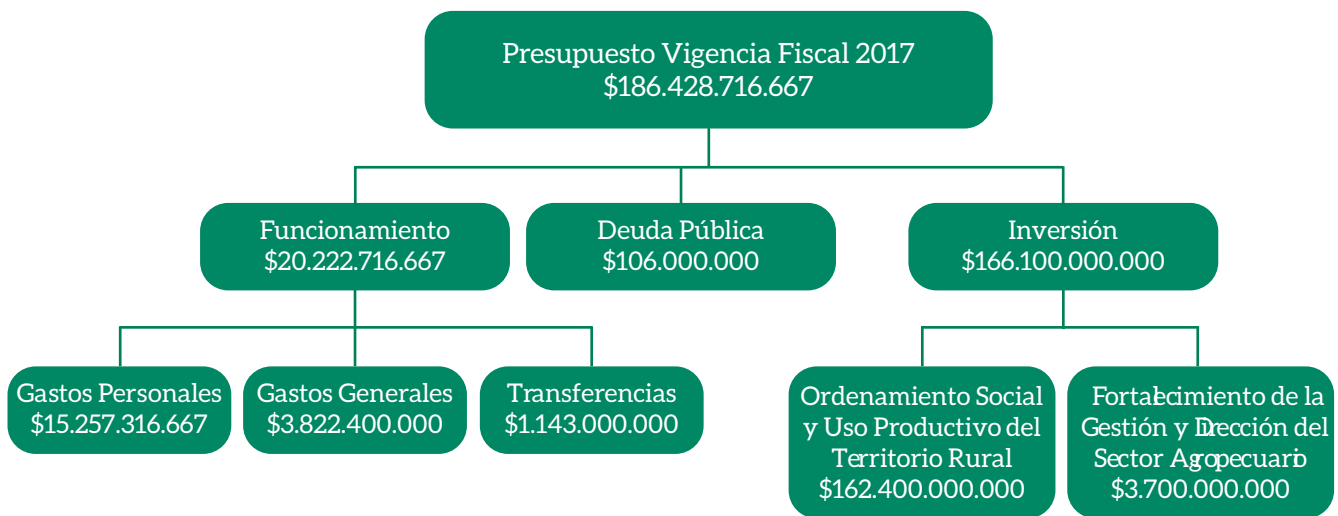 Presupuesto Vigencia Fiscal 2017
$186.428.716.667
Funcionamiento
$20.222.716.667
Deuda Pública
$106.000.000
Inversión
$166.100.000.000
Gastos Personales
$15.257.316.667
Gastos Generales
$3.822.400.000
Transferencias
$1.143.000.000
Ordenamiento Social
y Uso Productivo del
Territorio Rural
$162.400.000.000
Fortalecimiento de la
Gestión y Dirección del
Sector Agropecuario
$3.700.000.000